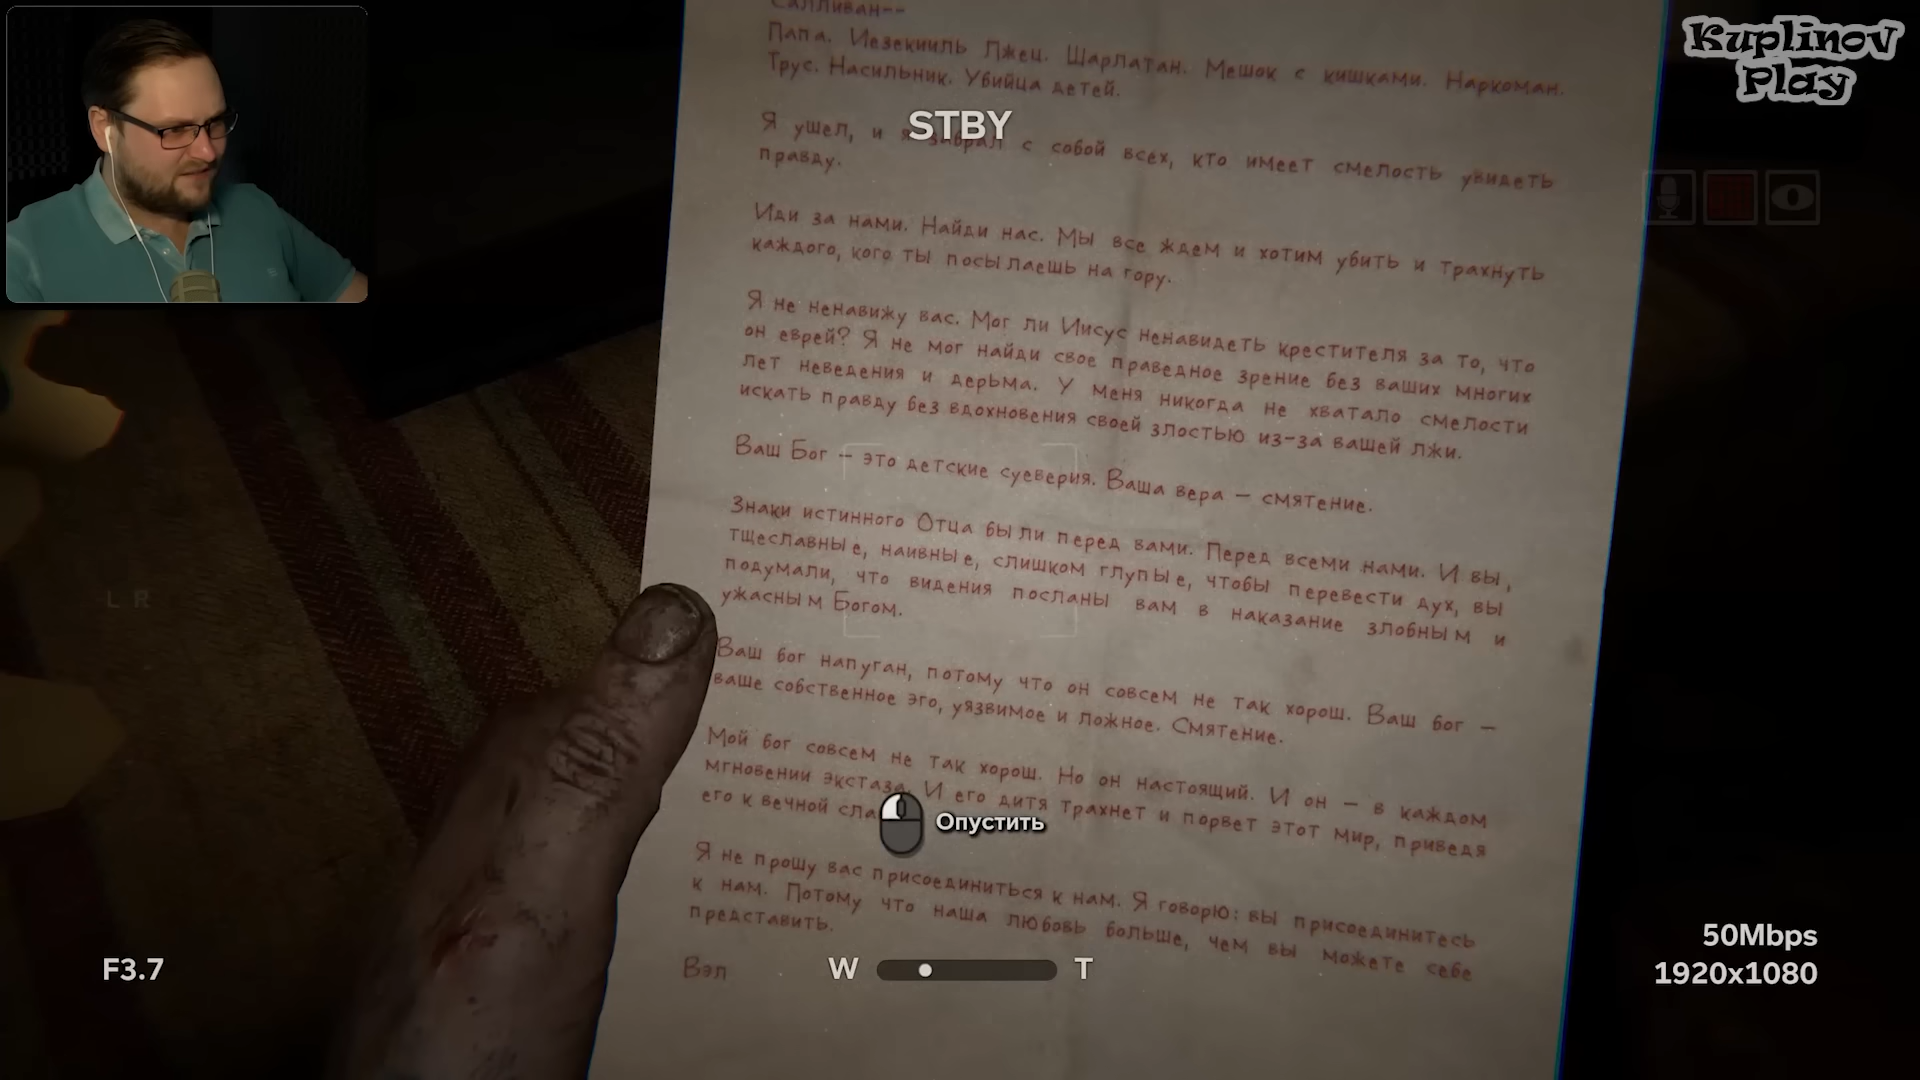 Салливан--
Kuplinov
Play
Папа. Иезекииль Лжец. Шарлатан. Мешок с кишками. Наркоман.
Трус. Насильник. Убийца детей.
STBY
Я ушел, и я забрал с собой всех, кто имеет смелость увидеть
правду.
Иди за нами. Найди нас. Мы все ждем и хотим убить и трахнуть
каждого, кого ты посылаешь на гору.
Я не ненавижу вас. Мог ли Иисус ненавидеть крестителя за то, что
он еврей? Я не мог найди свое праведное зрение без ваших многих
лет неведения и дерьма. У меня никогда не хватало смелости
искать правду без вдохновения своей злостью из-за вашей лжи.
Ваш Бог – это детские суеверия. Ваша вера – смятение.
Знаки истинного Отца были перед вами. Перед всеми нами. И вы,
тщеславные, наивные, слишком глупые, чтобы перевести дух, вы
подумали, что видения посланы вам в наказание злобным и
ужасным Богом.
L R
Ваш бог напуган, потому что он совсем не так хорош. Ваш бог –
ваше собственное эго, уязвимое и ложное. Смятение.
Мой бог совсем не так хорош. Но он настоящий. И он – в каждом
мгновении экстаза. И его дитя трахнет и порвет этот мир, приведя
его к вечной
Опустить
Я не прошу вас присоединиться к нам. Я говорю: вы присоединитесь
к нам. Потому что наша любовь больше, чем вы можете себе
представить.
Вэл
F3.7
W T
50Mbps
1920x1080